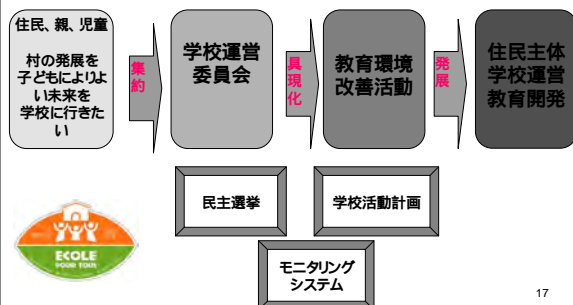 住民、親、児童
村の発展を
子どもによりよ
い未来を
学校に行きた
い
集
約
学校運営
委員会
具
現
化
教育環境
改善活動
発
展
住民主体
学校運営
教育開発
民主選挙
学校活動計画
モニタリング
システム
ECOLE
POUR TOUS
17